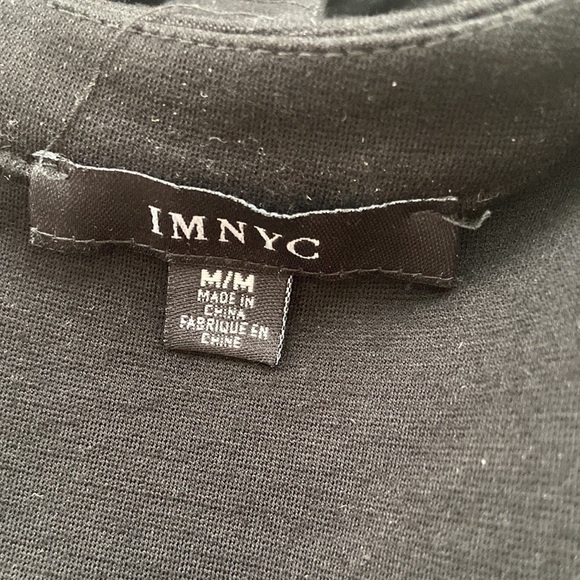 IMNYC
M/M
MADE IN
CHINA
FABRIQUE EN
CHINE